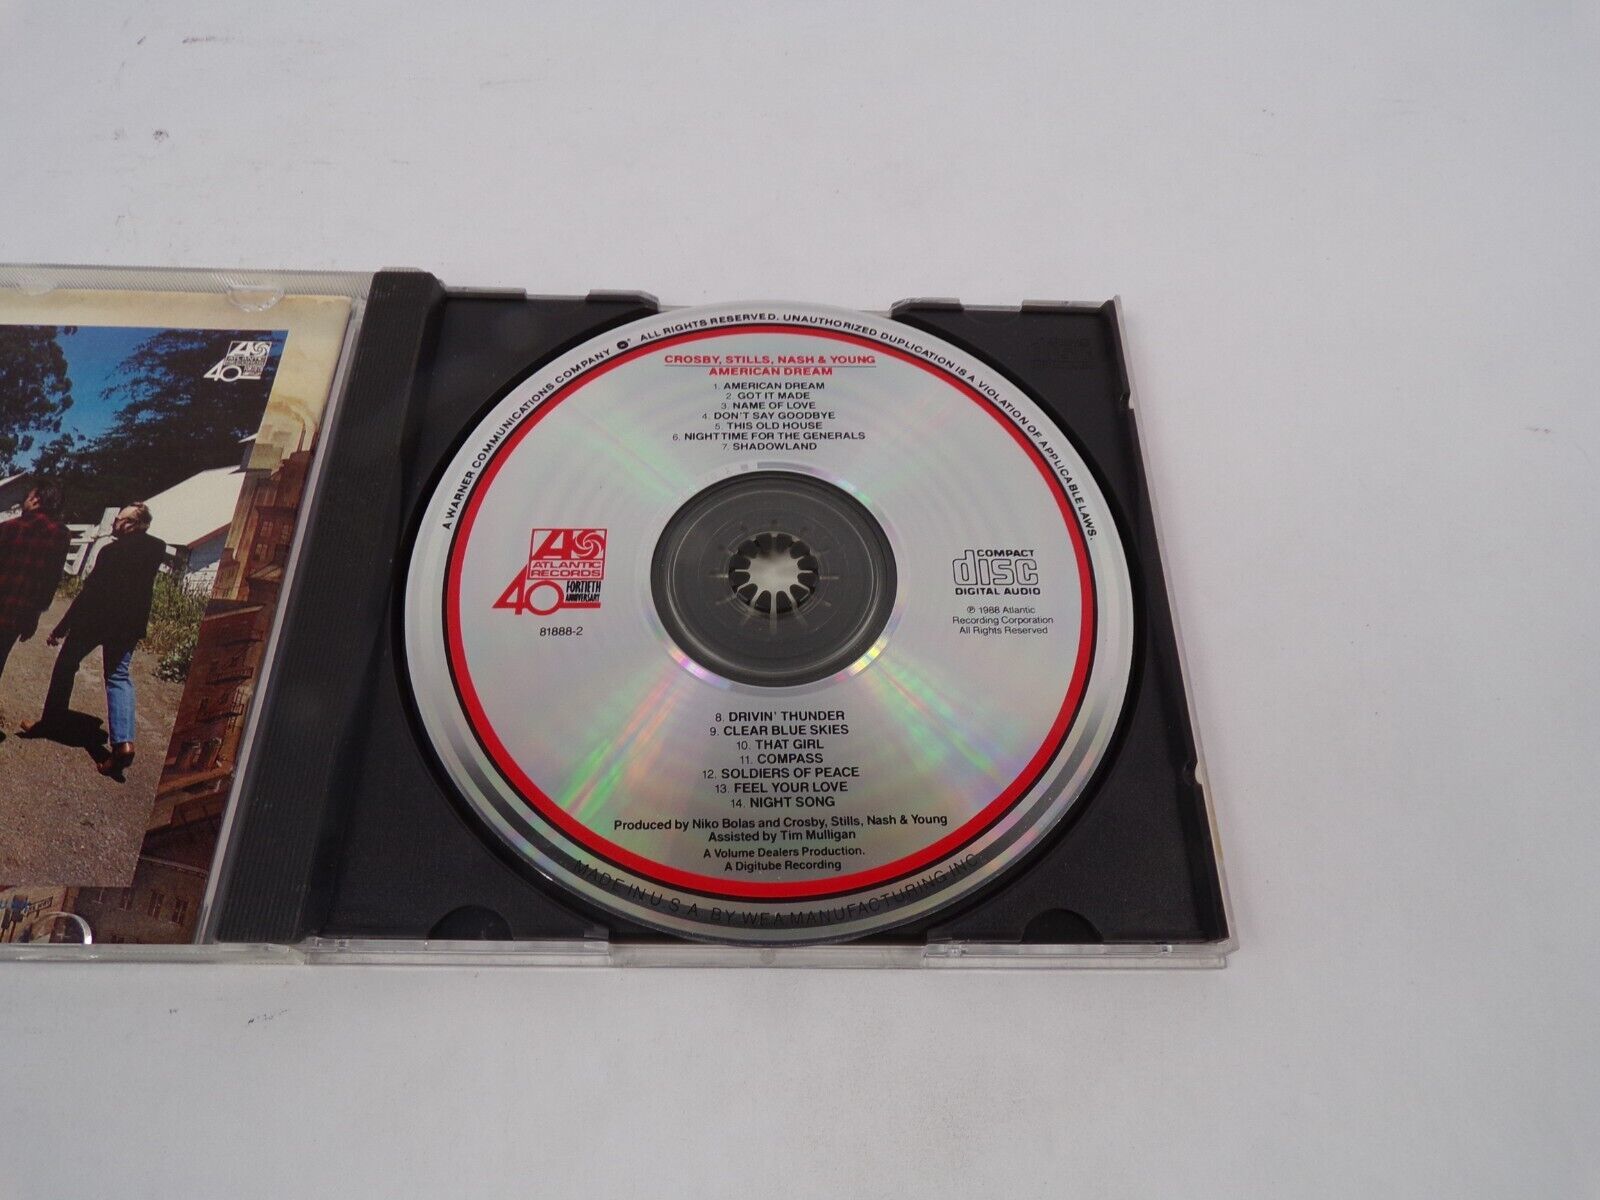 A WARNER COMMUNICATIONS COMPANY ALL RIGHTS RESERVED. UNAUTHORIZED DUPLICATION IS A VIOLATION OF APPLICABLE LAWS.
CROSBY, STILLS, NASH & YOUNG
AMERICAN DREAM
1. AMERICAN DREAM
2. GOT IT MADE
3. NAME OF LOVE
4. DON'T SAY GOODBYE
5. THIS OLD HOUSE
6. NIGHTTIME FOR THE GENERALS
7. SHADOWLAND
ATLANTIC
RECORDS
40 FORTIETH
ANNIVERSARY
81888-2
COMPACT
disc
DIGITAL AUDIO
℗ 1988 Atlantic
Recording Corporation
All Rights Reserved
8. DRIVIN' THUNDER
9. CLEAR BLUE SKIES
10. THAT GIRL
11. COMPASS
12. SOLDIERS OF PEACE
13. FEEL YOUR LOVE
14. NIGHT SONG
Produced by Niko Bolas and Crosby, Stills, Nash & Young
Assisted by Tim Mulligan
A Volume Dealers Production.
A Digitube Recording
MADE IN U.S.A. BY WEA MANUFACTURING INC.
40